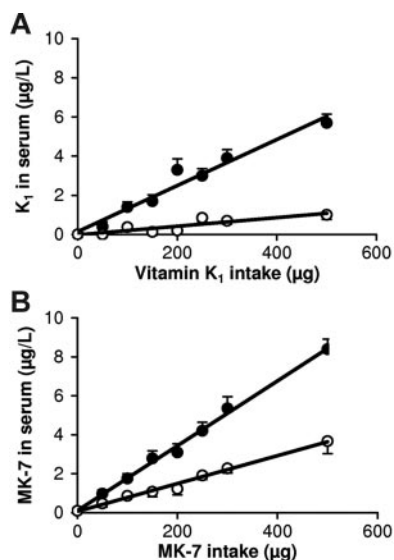 A
10
8
6
4
2
0
K₁ in serum (µg/L)
0 200 400 600
Vitamin K₁ intake (µg)
B
10
8
6
4
2
0
MK-7 in serum (µg/L)
0 200 400 600
MK-7 intake (µg)